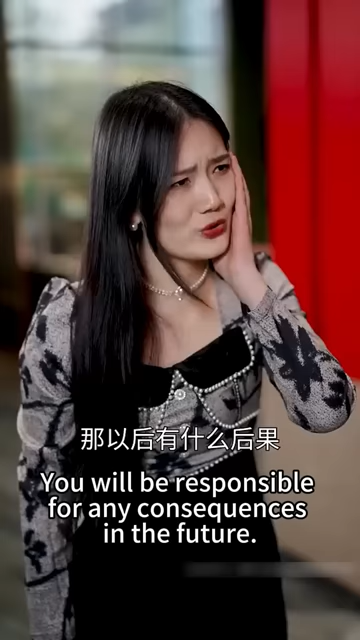 那以后有什么后果
You will be responsible
for any consequences
in the future.